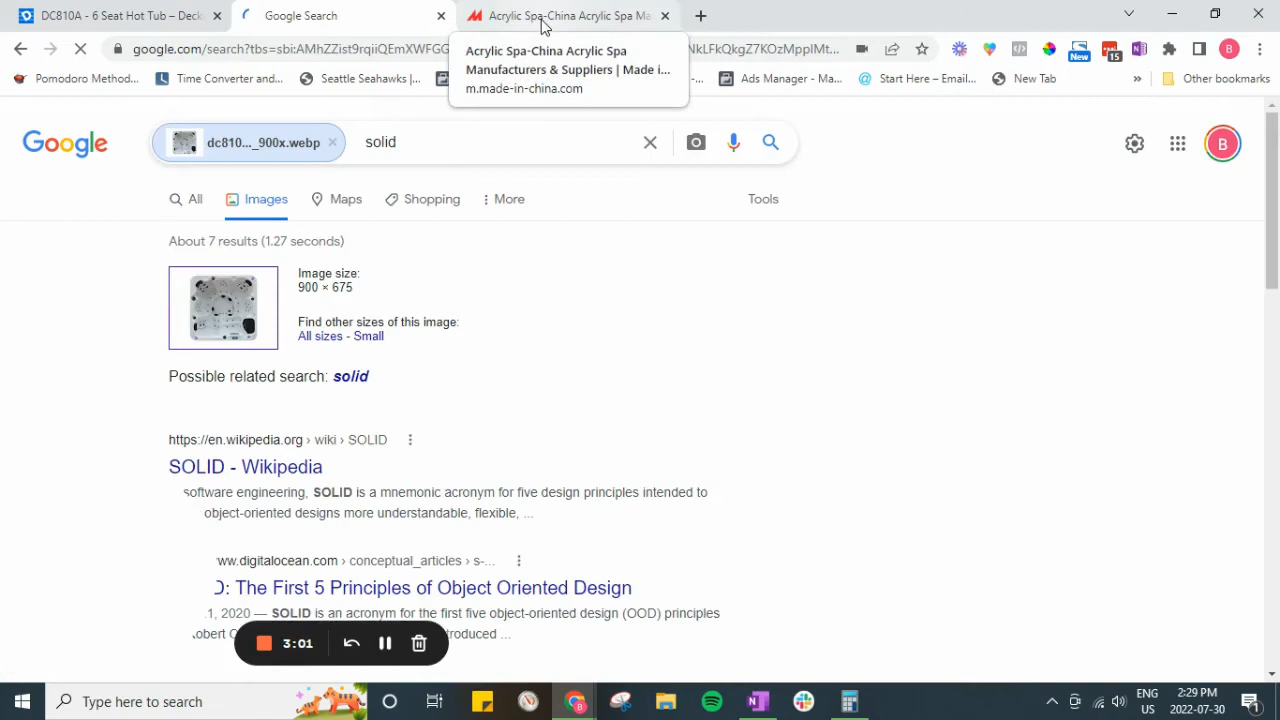 DC810A - 6 Seat Hot Tub – Deck
Google Search
Acrylic Spa-China Acrylic Spa Ma
google.com/search?tbs=sbi:AMhZZist9rqiiQEmXWFGG
NkLFkQkgZ7KOzMppIMt...
New
15
B
Acrylic Spa-China Acrylic Spa
Manufacturers & Suppliers | Made i...
m.made-in-china.com
Pomodoro Method...
Time Converter and...
Seattle Seahawks |...
Ads Manager - Ma...
Start Here – Email...
New Tab
»
Other bookmarks
Google
dc810..._900x.webp
solid
B
All
Images
Maps
Shopping
More
Tools
About 7 results (1.27 seconds)
Image size:
900 × 675
Find other sizes of this image:
All sizes - Small
Possible related search: solid
https://en.wikipedia.org › wiki › SOLID
SOLID - Wikipedia
software engineering, SOLID is a mnemonic acronym for five design principles intended to
object-oriented designs more understandable, flexible, ...
ww.digitalocean.com › conceptual_articles › s-...
: The First 5 Principles of Object Oriented Design
1, 2020 — SOLID is an acronym for the first five object-oriented design (OOD) principles
troduced ...
3:01
Type here to search
ENG
US
2:29 PM
2022-07-30
1